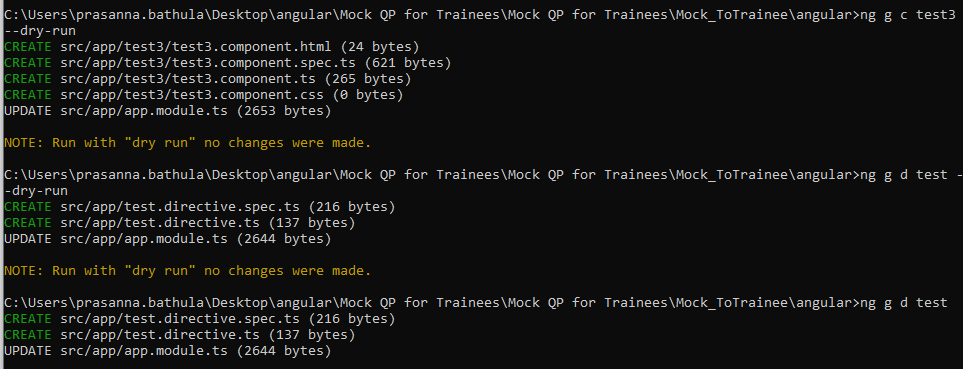 C:\Users\prasanna.bathula\Desktop\angular\Mock QP for Trainees\Mock QP for Trainees\Mock_ToTrainee\angular>ng g c test3
--dry-run
CREATE src/app/test3/test3.component.html (24 bytes)
CREATE src/app/test3/test3.component.spec.ts (621 bytes)
CREATE src/app/test3/test3.component.ts (265 bytes)
CREATE src/app/test3/test3.component.css (0 bytes)
UPDATE src/app/app.module.ts (2653 bytes)
NOTE: Run with "dry run" no changes were made.
C:\Users\prasanna.bathula\Desktop\angular\Mock QP for Trainees\Mock QP for Trainees\Mock_ToTrainee\angular>ng g d test -
-dry-run
CREATE src/app/test.directive.spec.ts (216 bytes)
CREATE src/app/test.directive.ts (137 bytes)
UPDATE src/app/app.module.ts (2644 bytes)
NOTE: Run with "dry run" no changes were made.
C:\Users\prasanna.bathula\Desktop\angular\Mock QP for Trainees\Mock QP for Trainees\Mock_ToTrainee\angular>ng g d test
CREATE src/app/test.directive.spec.ts (216 bytes)
CREATE src/app/test.directive.ts (137 bytes)
UPDATE src/app/app.module.ts (2644 bytes)